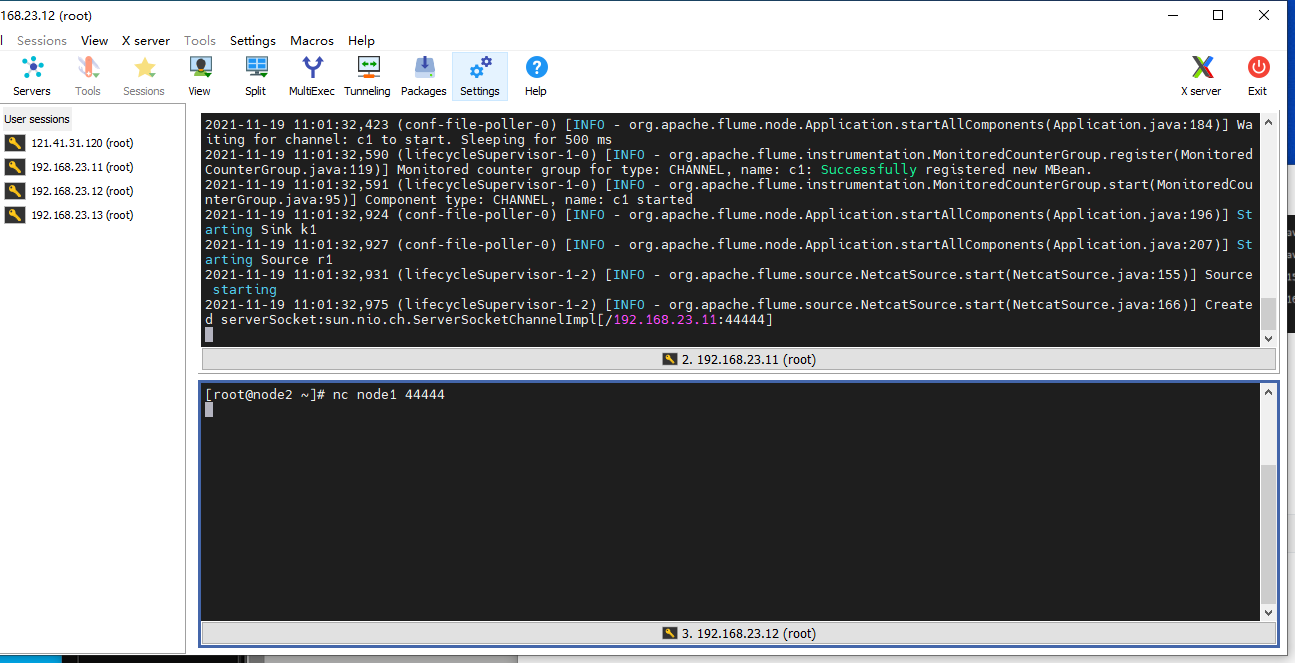 168.23.12 (root)
Sessions View X server Tools Settings Macros Help
Servers Tools Sessions View Split MultiExec Tunneling Packages Settings Help X server Exit
User sessions
121.41.31.120 (root)
192.168.23.11 (root)
192.168.23.12 (root)
192.168.23.13 (root)
2021-11-19 11:01:32,423 (conf-file-poller-0) [INFO - org.apache.flume.node.Application.startAllComponents(Application.java:184)] Wa
iting for channel: c1 to start. Sleeping for 500 ms
2021-11-19 11:01:32,590 (lifecycleSupervisor-1-0) [INFO - org.apache.flume.instrumentation.MonitoredCounterGroup.register(Monitored
CounterGroup.java:119)] Monitored counter group for type: CHANNEL, name: c1: Successfully registered new MBean.
2021-11-19 11:01:32,591 (lifecycleSupervisor-1-0) [INFO - org.apache.flume.instrumentation.MonitoredCounterGroup.start(MonitoredCou
nterGroup.java:95)] Component type: CHANNEL, name: c1 started
2021-11-19 11:01:32,924 (conf-file-poller-0) [INFO - org.apache.flume.node.Application.startAllComponents(Application.java:196)] St
arting Sink k1
2021-11-19 11:01:32,927 (conf-file-poller-0) [INFO - org.apache.flume.node.Application.startAllComponents(Application.java:207)] St
arting Source r1
2021-11-19 11:01:32,931 (lifecycleSupervisor-1-2) [INFO - org.apache.flume.source.NetcatSource.start(NetcatSource.java:155)] Source
starting
2021-11-19 11:01:32,975 (lifecycleSupervisor-1-2) [INFO - org.apache.flume.source.NetcatSource.start(NetcatSource.java:166)] Create
d serverSocket:sun.nio.ch.ServerSocketChannelImpl[/192.168.23.11:44444]
2. 192.168.23.11 (root)
[root@node2 ~]# nc node1 44444
3. 192.168.23.12 (root)